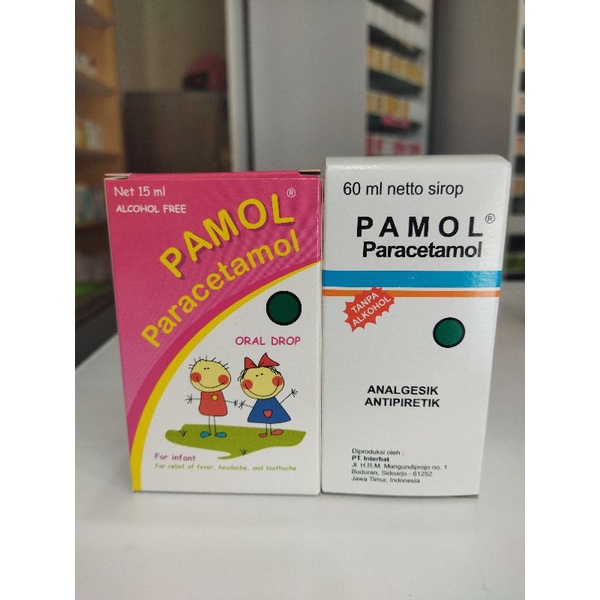 Net 15 ml
ALCOHOL FREE
PAMOL®
Paracetamol
ORAL DROP
For infant
For relief of fever, headache, and toothache
60 ml netto sirop
PAMOL®
Paracetamol
TANPA
ALKOHOL
ANALGESIK
ANTIPIRETIK
Diproduksi oleh :
PT. Interbat
Jl. H.R.M. Mangundiprojo no. 1
Buduran, Sidoarjo - 61252
Jawa Timur, Indonesia